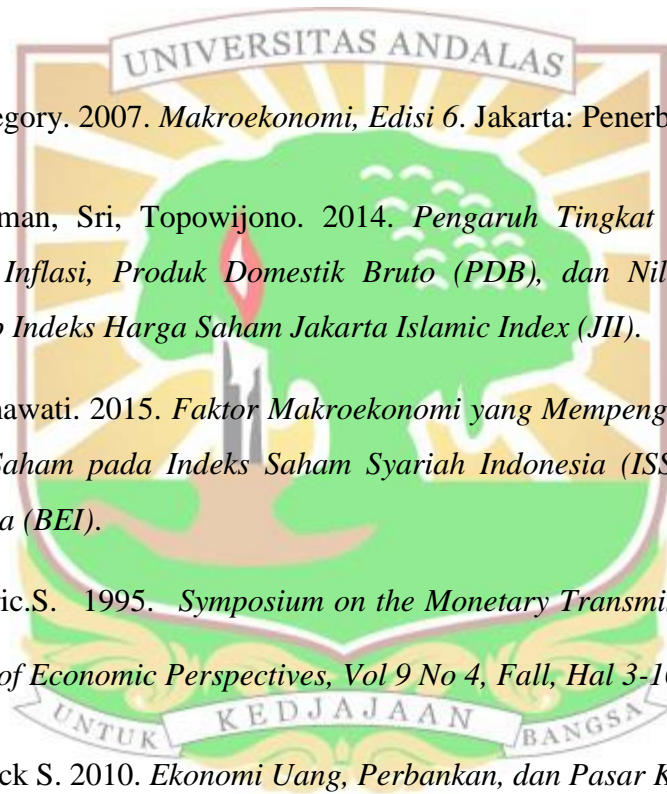 UNIVERSITAS ANDALAS
egory. 2007. Makroekonomi, Edisi 6. Jakarta: Penerb
man, Sri, Topowijono. 2014. Pengaruh Tingkat
Inflasi, Produk Domestik Bruto (PDB), dan Nil
Indeks Harga Saham Jakarta Islamic Index (JII).
nawati. 2015. Faktor Makroekonomi yang Mempeng
Saham pada Indeks Saham Syariah Indonesia (ISS
a (BEI).
ric.S. 1995. Symposium on the Monetary Transmi
of Economic Perspectives, Vol 9 No 4, Fall, Hal 3-10
UNTUK KEDJAJAAN BANGSA
ck S. 2010. Ekonomi Uang, Perbankan, dan Pasar K